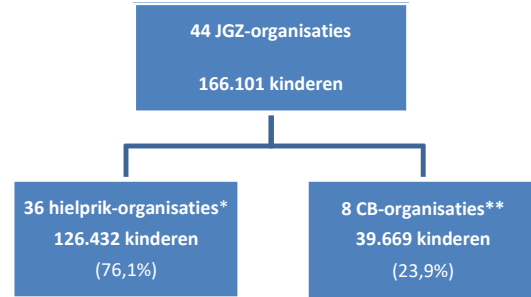 44 JGZ-organisaties
166.101 kinderen
36 hielprik-organisaties*
126.432 kinderen
(76,1%)
8 CB-organisaties**
39.669 kinderen
(23,9%)